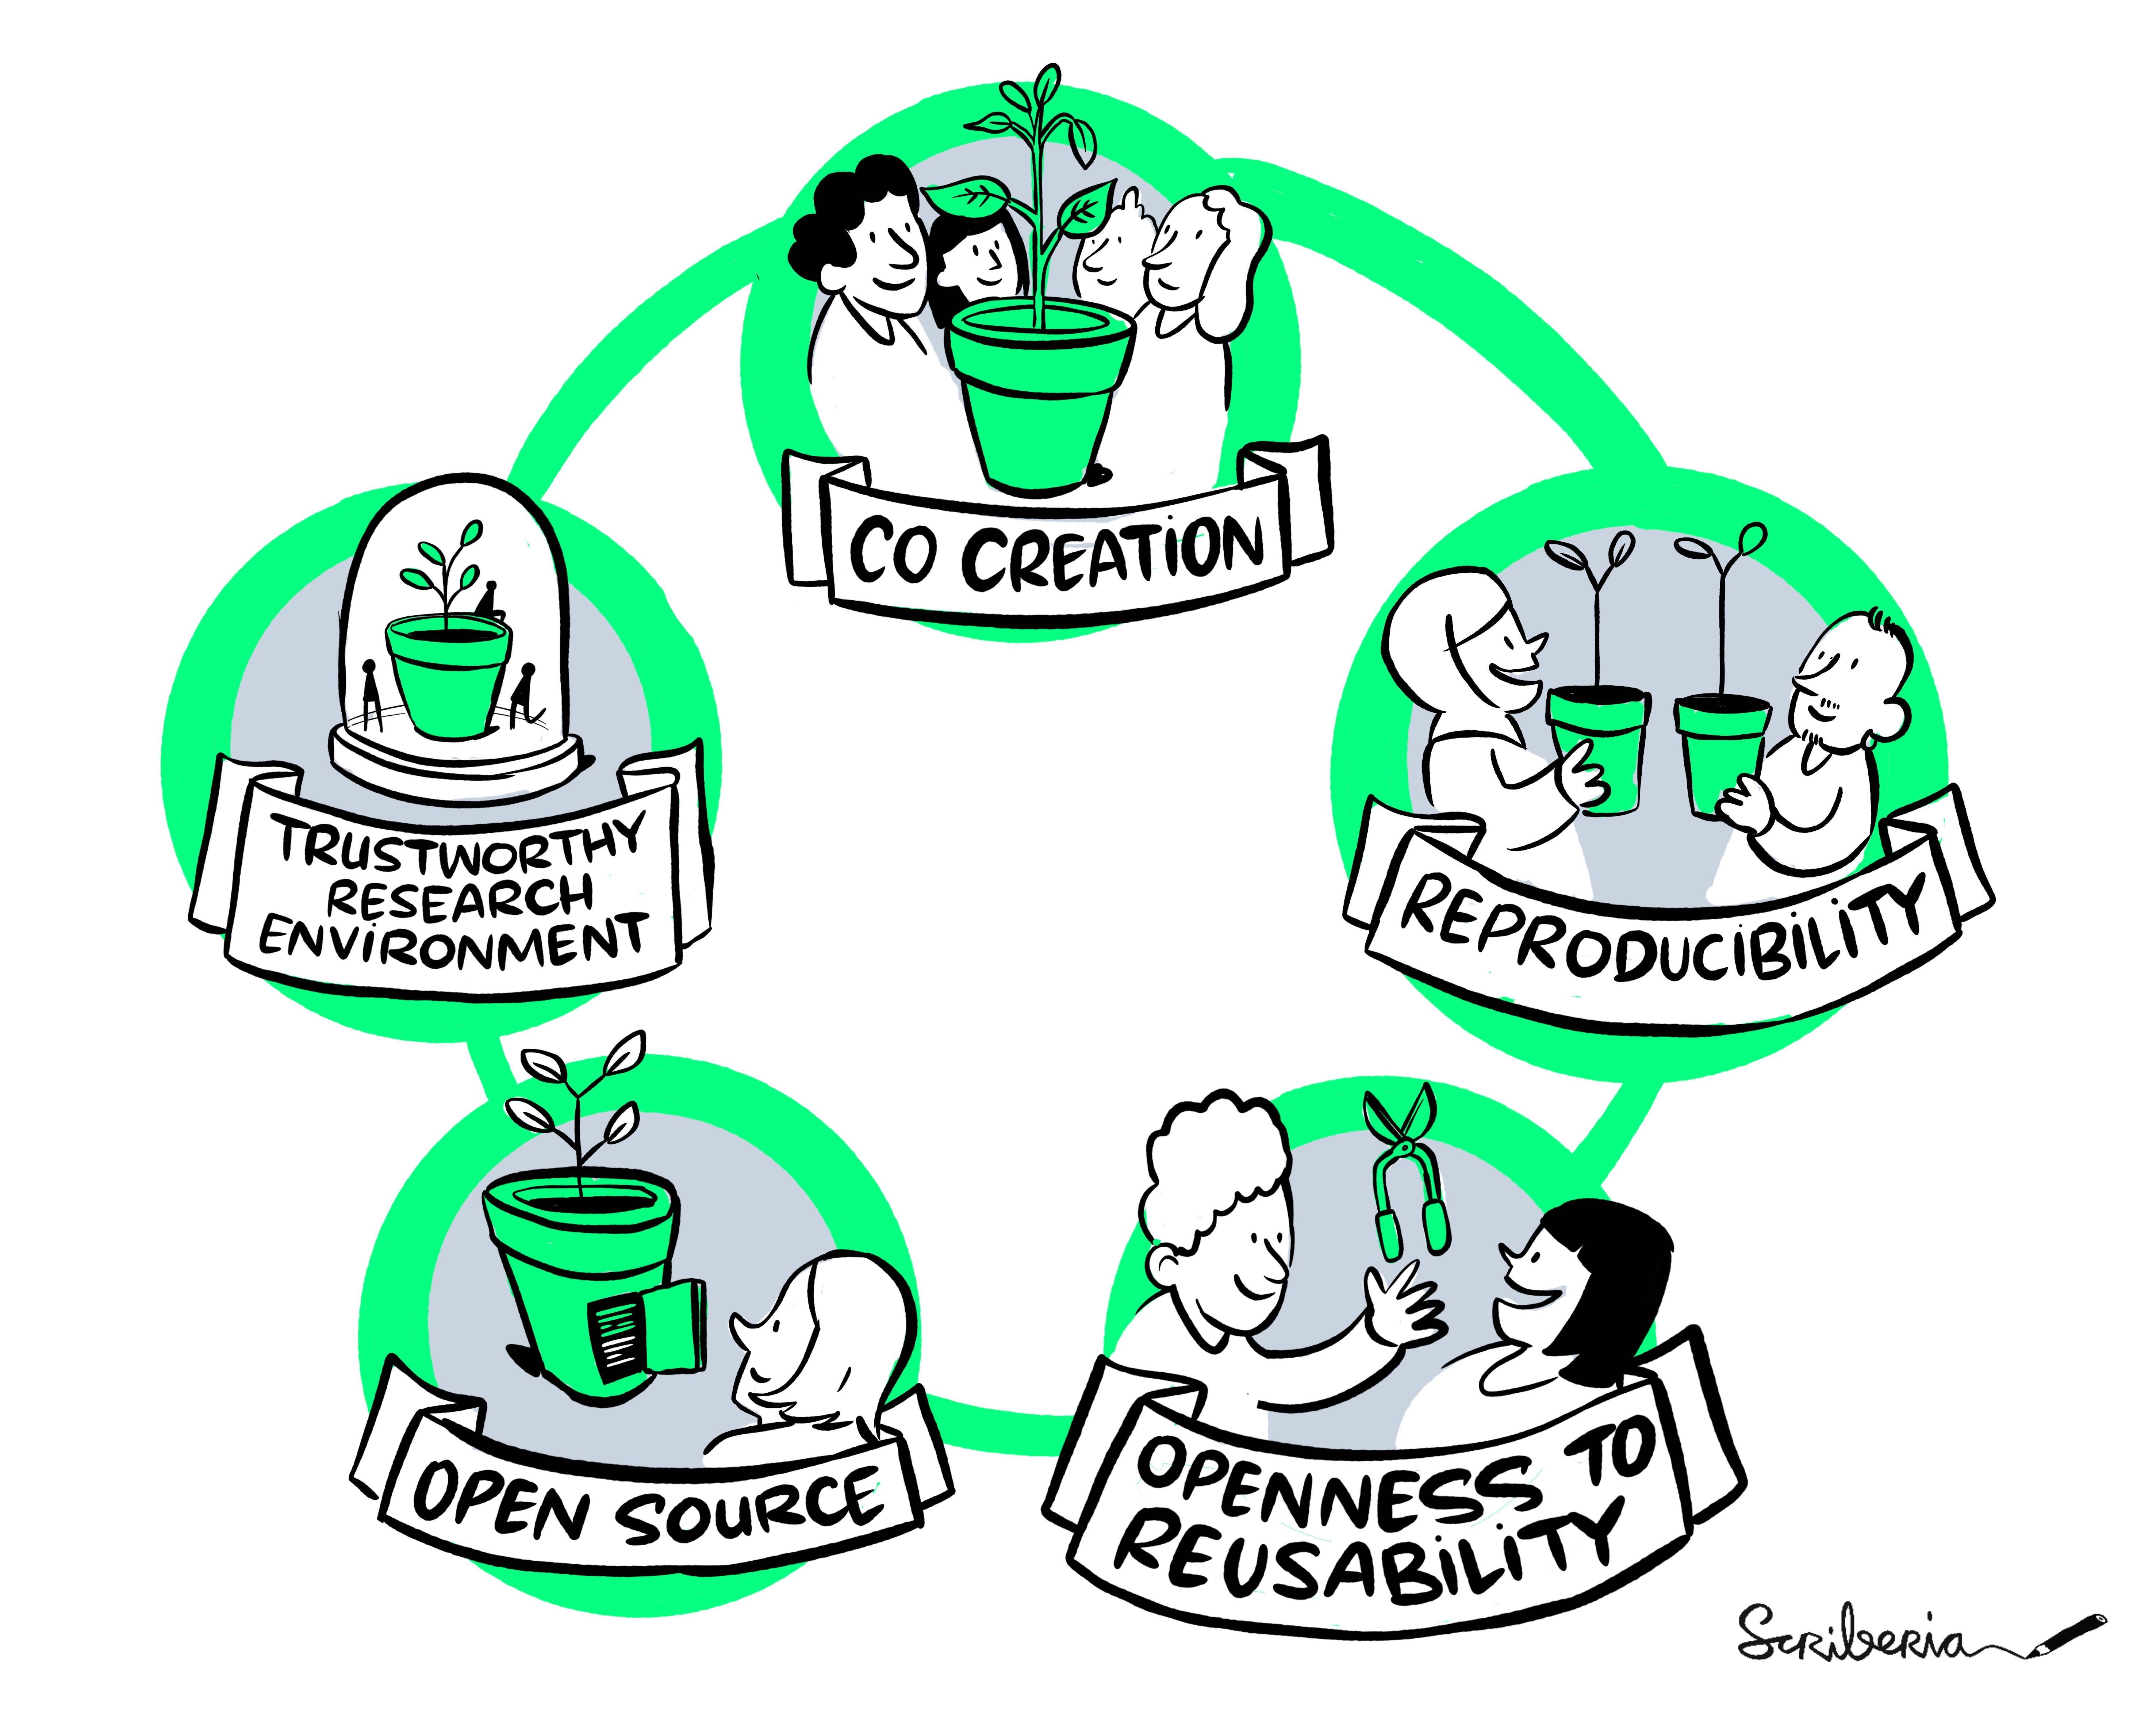 CO CREATION
TRUSTWORTHY
RESEARCH
ENVIRONMENT
REPRODUCIBILITY
OPEN SOURCE
OPENNESS TO
REUSABILITY
Scriberia